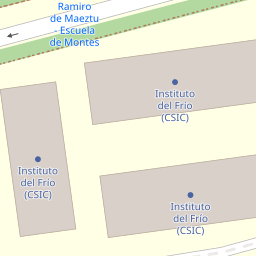 Ramiro
de Maeztu
- Escuela
de Montes
Instituto
del Frío
(CSIC)
Instituto
del Frío
(CSIC)
Instituto
del Frío
(CSIC)